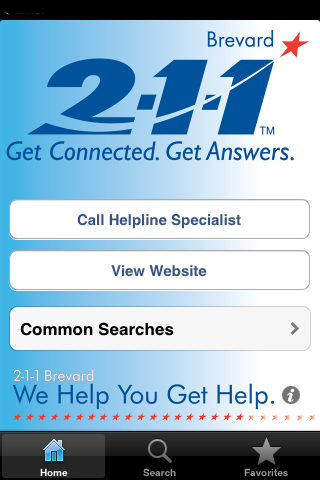 Brevard
2-1-1 TM
Get Connected. Get Answers.
Call Helpline Specialist
View Website
Common Searches
2-1-1 Brevard
We Help You Get Help.
Home Search Favorites